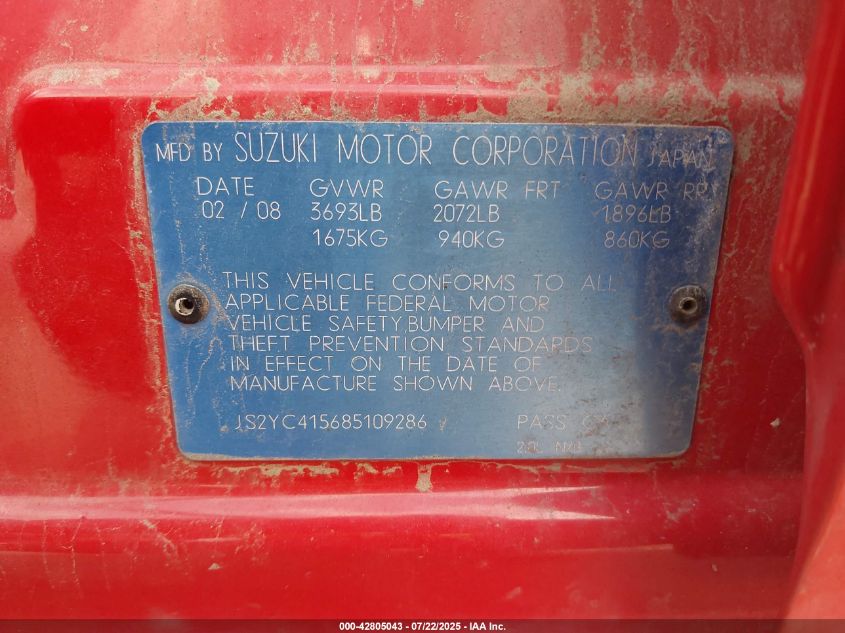 MFD BY SUZUKI MOTOR CORPORATION JAPAN
DATE GVWR GAWR FRT GAWR RR
02 / 08 3693LB 2072LB 1896LB
1675KG 940KG 860KG
THIS VEHICLE CONFORMS TO ALL
APPLICABLE FEDERAL MOTOR
VEHICLE SAFETY,BUMPER AND
THEFT PREVENTION STANDARDS
IN EFFECT ON THE DATE OF
MANUFACTURE SHOWN ABOVE.
JS2YC415685109286 PASS
000-42805043 - 07/22/2025 - IAA Inc.